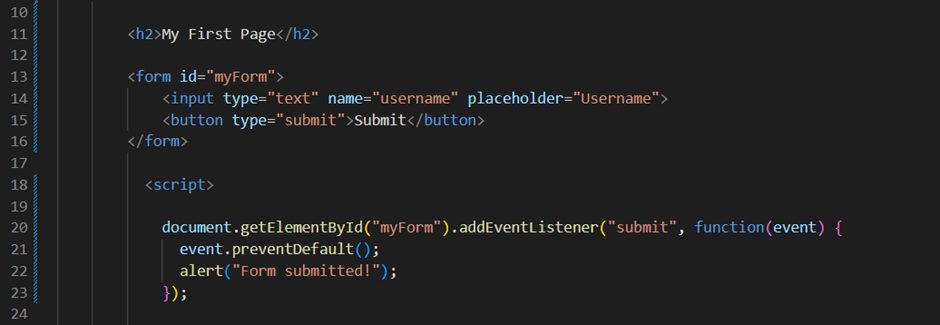 10
11 <h2>My First Page</h2>
12
13 <form id="myForm">
14 <input type="text" name="username" placeholder="Username">
15 <button type="submit">Submit</button>
16 </form>
17
18 <script>
19
20 document.getElementById("myForm").addEventListener("submit", function(event) {
21 event.preventDefault();
22 alert("Form submitted!");
23 });
24